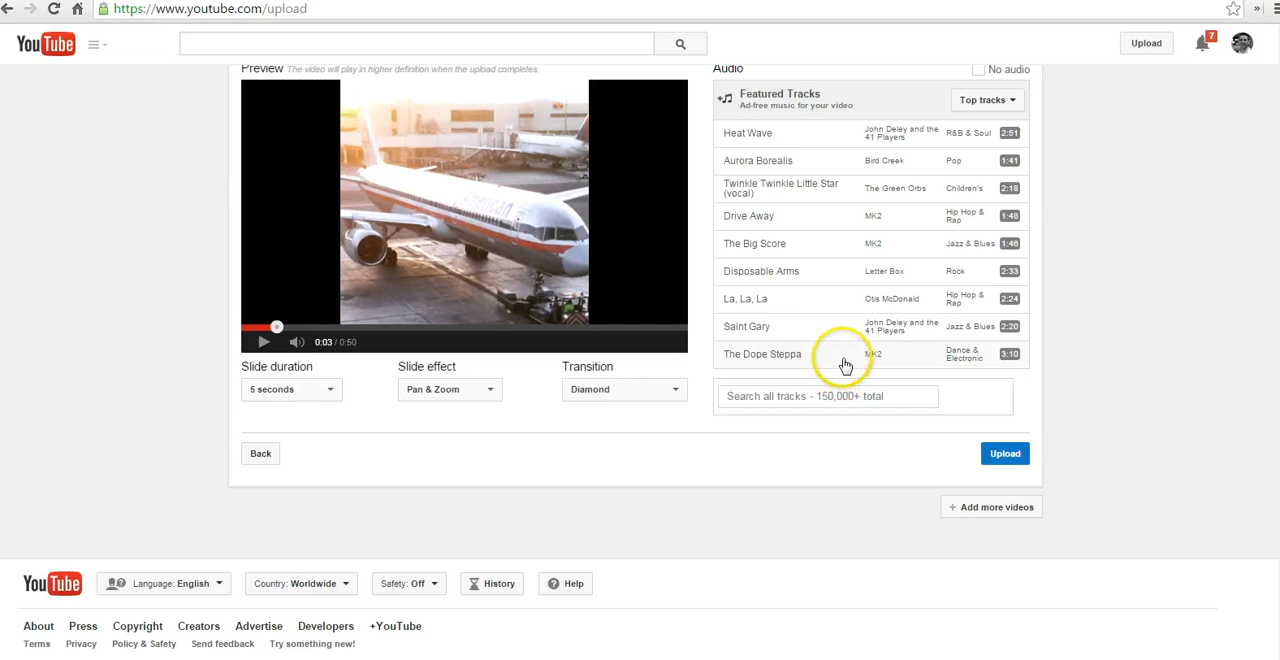 https://www.youtube.com/upload
YouTube
Upload
7
Preview The video will play in higher definition when the upload completes.
Audio
No audio
Featured Tracks
Ad-free music for your video
Top tracks
Heat Wave John Deley and the 41 Players R&B & Soul 2:51
Aurora Borealis Bird Creek Pop 1:41
Twinkle Twinkle Little Star (vocal) The Green Orbs Children's 2:18
Drive Away MK2 Hip Hop & Rap 1:48
The Big Score MK2 Jazz & Blues 1:46
Disposable Arms Letter Box Rock 2:33
La, La, La Otis McDonald Hip Hop & Rap 2:24
Saint Gary John Deley and the 41 Players Jazz & Blues 2:20
The Dope Steppa MK2 Dance & Electronic 3:10
American
0:03 / 0:50
Slide duration Slide effect Transition
5 seconds Pan & Zoom Diamond
Search all tracks - 150,000+ total
Back
Upload
+ Add more videos
YouTube Language: English Country: Worldwide Safety: Off History Help
About Press Copyright Creators Advertise Developers +YouTube
Terms Privacy Policy & Safety Send feedback Try something new!